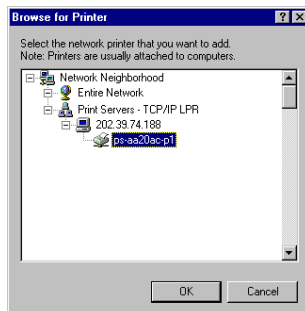 Browse for Printer
Select the network printer that you want to add.
Note: Printers are usually attached to computers.
Network Neighborhood
Entire Network
Print Servers - TCP/IP LPR
202.39.74.188
ps-aa20ac-p1
OK Cancel